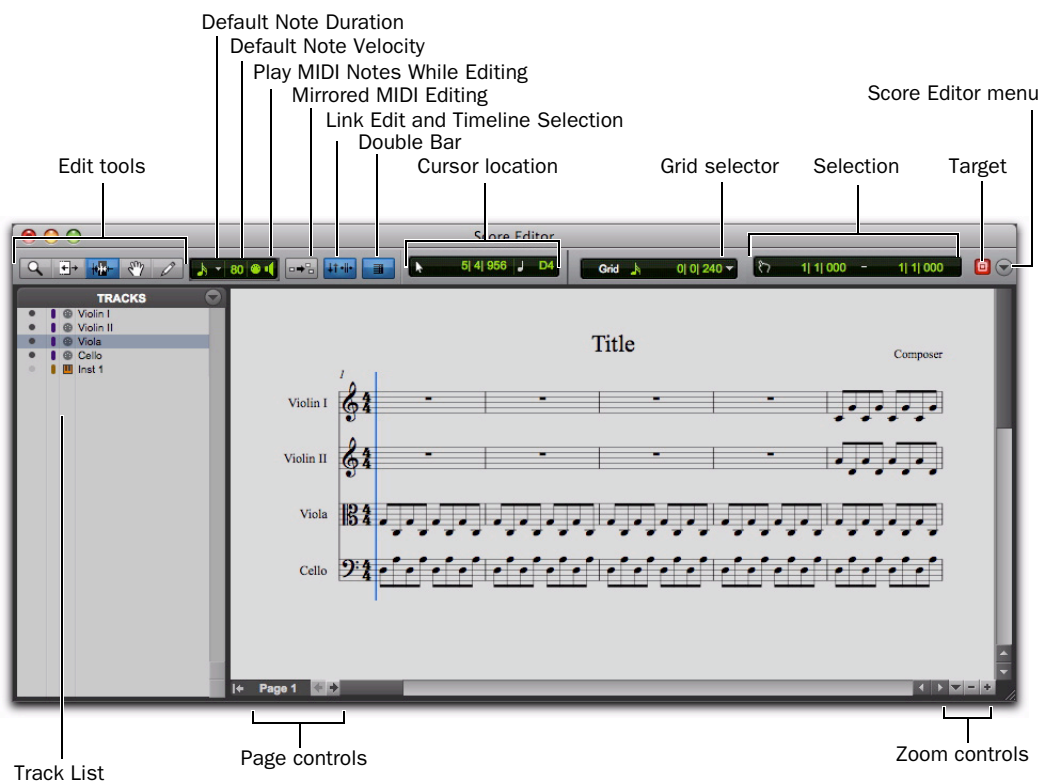 Default Note Duration
Default Note Velocity
Play MIDI Notes While Editing
Mirrored MIDI Editing
Score Editor menu
Link Edit and Timeline Selection
Double Bar
Edit tools
Cursor location
Grid selector
Selection
Target
Score Editor
80
5| 4| 956
D4
Grid
0| 0| 240
1| 1| 000 - 1| 1| 000
TRACKS
Violin I
Violin II
Viola
Cello
Inst 1
Title
Composer
1
Violin I
Violin II
Viola
Cello
Page 1
Page controls
Zoom controls
Track List